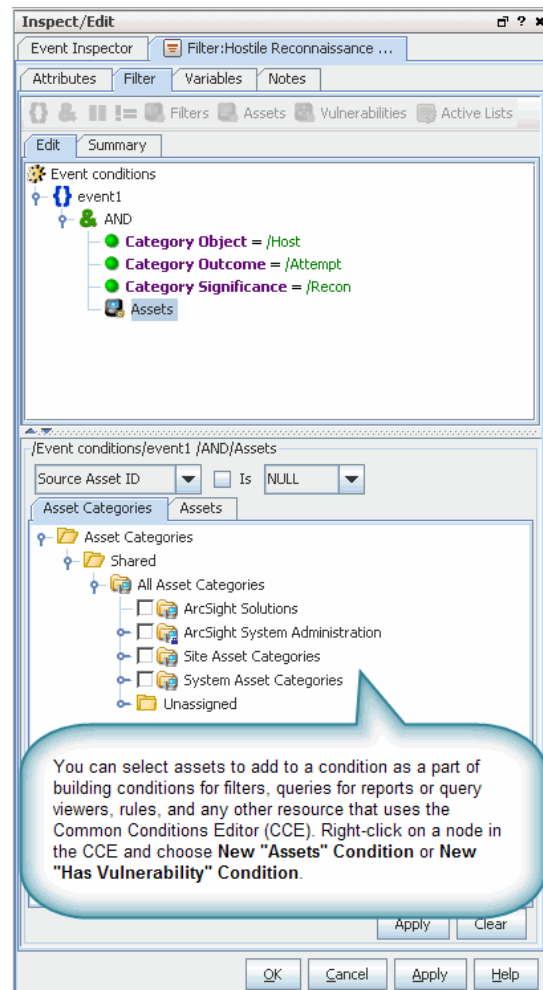 Inspect/Edit
Event Inspector Filter:Hostile Reconnaissance ...
Attributes Filter Variables Notes
{} & != Filters Assets Vulnerabilities Active Lists
Edit Summary
Event conditions
{} event1
& AND
Category Object = /Host
Category Outcome = /Attempt
Category Significance = /Recon
Assets
/Event conditions/event1 /AND/Assets
Source Asset ID Is NULL
Asset Categories Assets
Asset Categories
Shared
All Asset Categories
ArcSight Solutions
ArcSight System Administration
Site Asset Categories
System Asset Categories
Unassigned
You can select assets to add to a condition as a part of
building conditions for filters, queries for reports or query
viewers, rules, and any other resource that uses the
Common Conditions Editor (CCE). Right-click on a node in
the CCE and choose New "Assets" Condition or New
"Has Vulnerability" Condition.
Apply Clear
OK Cancel Apply Help